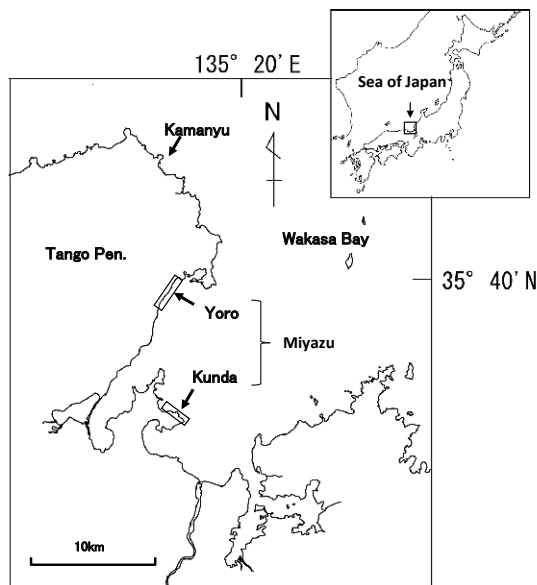 135° 20'E
Sea of Japan
N
Kamanyu
Wakasa Bay
Tango Pen.
35° 40'N
Yoro
Miyazu
Kunda
10km